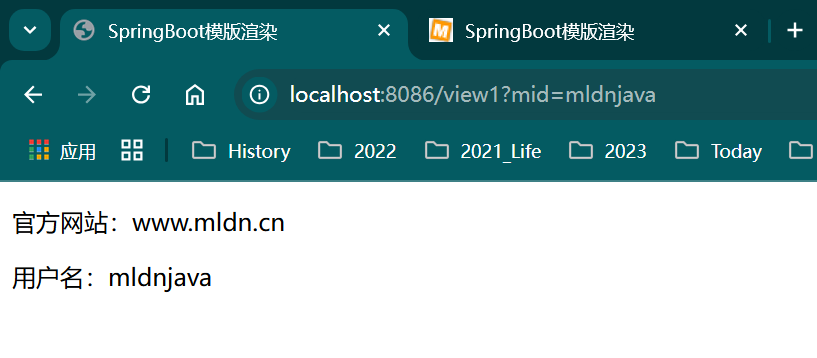 SpringBoot模版渲染 SpringBoot模版渲染
localhost:8086/view1?mid=mldnjava
应用 History 2022 2021_Life 2023 Today
官方网站：www.mldn.cn
用户名：mldnjava